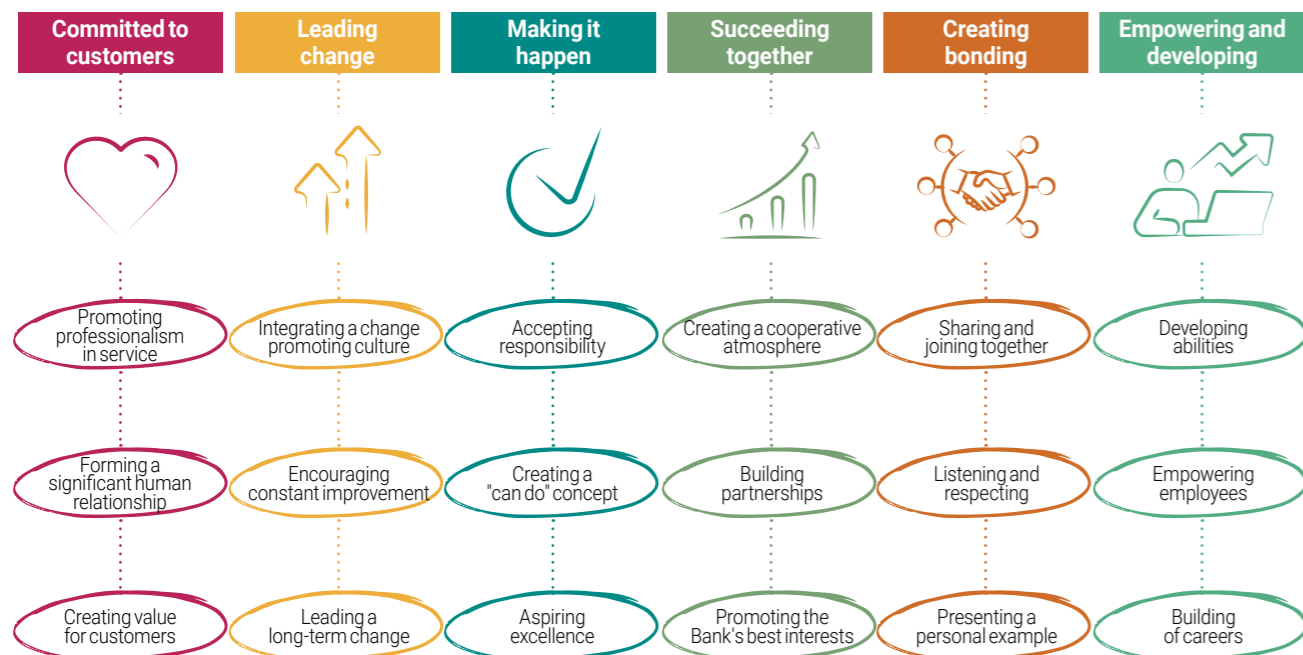 Committed to
customers
Leading
change
Making it
happen
Succeeding
together
Creating
bonding
Empowering and
developing
Promoting
professionalism
in service
Integrating a change
promoting culture
Accepting
responsibility
Creating a cooperative
atmosphere
Sharing and
joining together
Developing
abilities
Forming a
significant human
relationship
Encouraging
constant improvement
Creating a
"can do" concept
Building
partnerships
Listening and
respecting
Empowering
employees
Creating value
for customers
Leading a
long-term change
Aspiring
excellence
Promoting the
Bank's best interests
Presenting a
personal example
Building
of careers